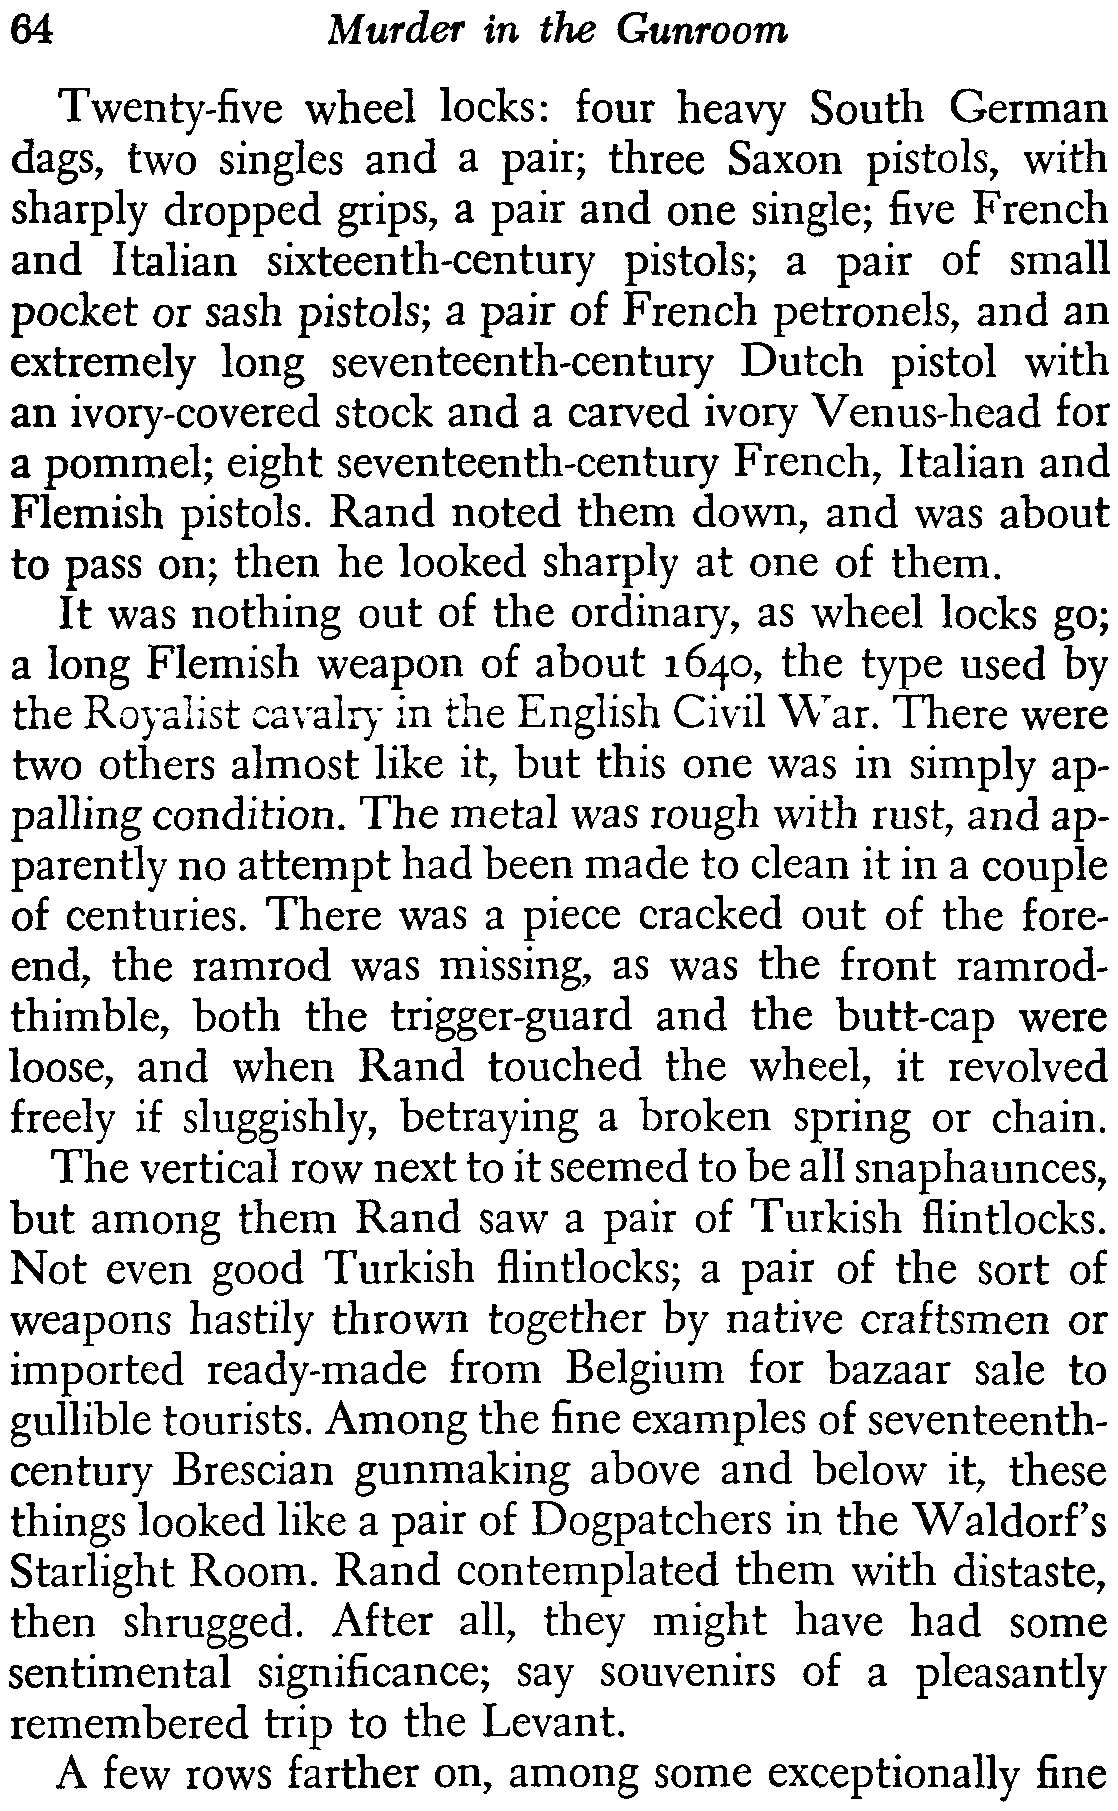 64 Murder in the Gunroom
Twenty-five wheel locks: four heavy South German
dags, two singles and a pair; three Saxon pistols, with
sharply dropped grips, a pair and one single; five French
and Italian sixteenth-century pistols; a pair of small
pocket or sash pistols; a pair of French petronels, and an
extremely long seventeenth-century Dutch pistol with
an ivory-covered stock and a carved ivory Venus-head for
a pommel; eight seventeenth-century French, Italian and
Flemish pistols. Rand noted them down, and was about
to pass on; then he looked sharply at one of them.
It was nothing out of the ordinary, as wheel locks go;
a long Flemish weapon of about 1640, the type used by
the Royalist cavalry in the English Civil War. There were
two others almost like it, but this one was in simply ap-
palling condition. The metal was rough with rust, and ap-
parently no attempt had been made to clean it in a couple
of centuries. There was a piece cracked out of the fore-
end, the ramrod was missing, as was the front ramrod-
thimble, both the trigger-guard and the butt-cap were
loose, and when Rand touched the wheel, it revolved
freely if sluggishly, betraying a broken spring or chain.
The vertical row next to it seemed to be all snaphaunces,
but among them Rand saw a pair of Turkish flintlocks.
Not even good Turkish flintlocks; a pair of the sort of
weapons hastily thrown together by native craftsmen or
imported ready-made from Belgium for bazaar sale to
gullible tourists. Among the fine examples of seventeenth-
century Brescian gunmaking above and below it, these
things looked like a pair of Dogpatchers in the Waldorf's
Starlight Room. Rand contemplated them with distaste,
then shrugged. After all, they might have had some
sentimental significance; say souvenirs of a pleasantly
remembered trip to the Levant.
A few rows farther on, among some exceptionally fine